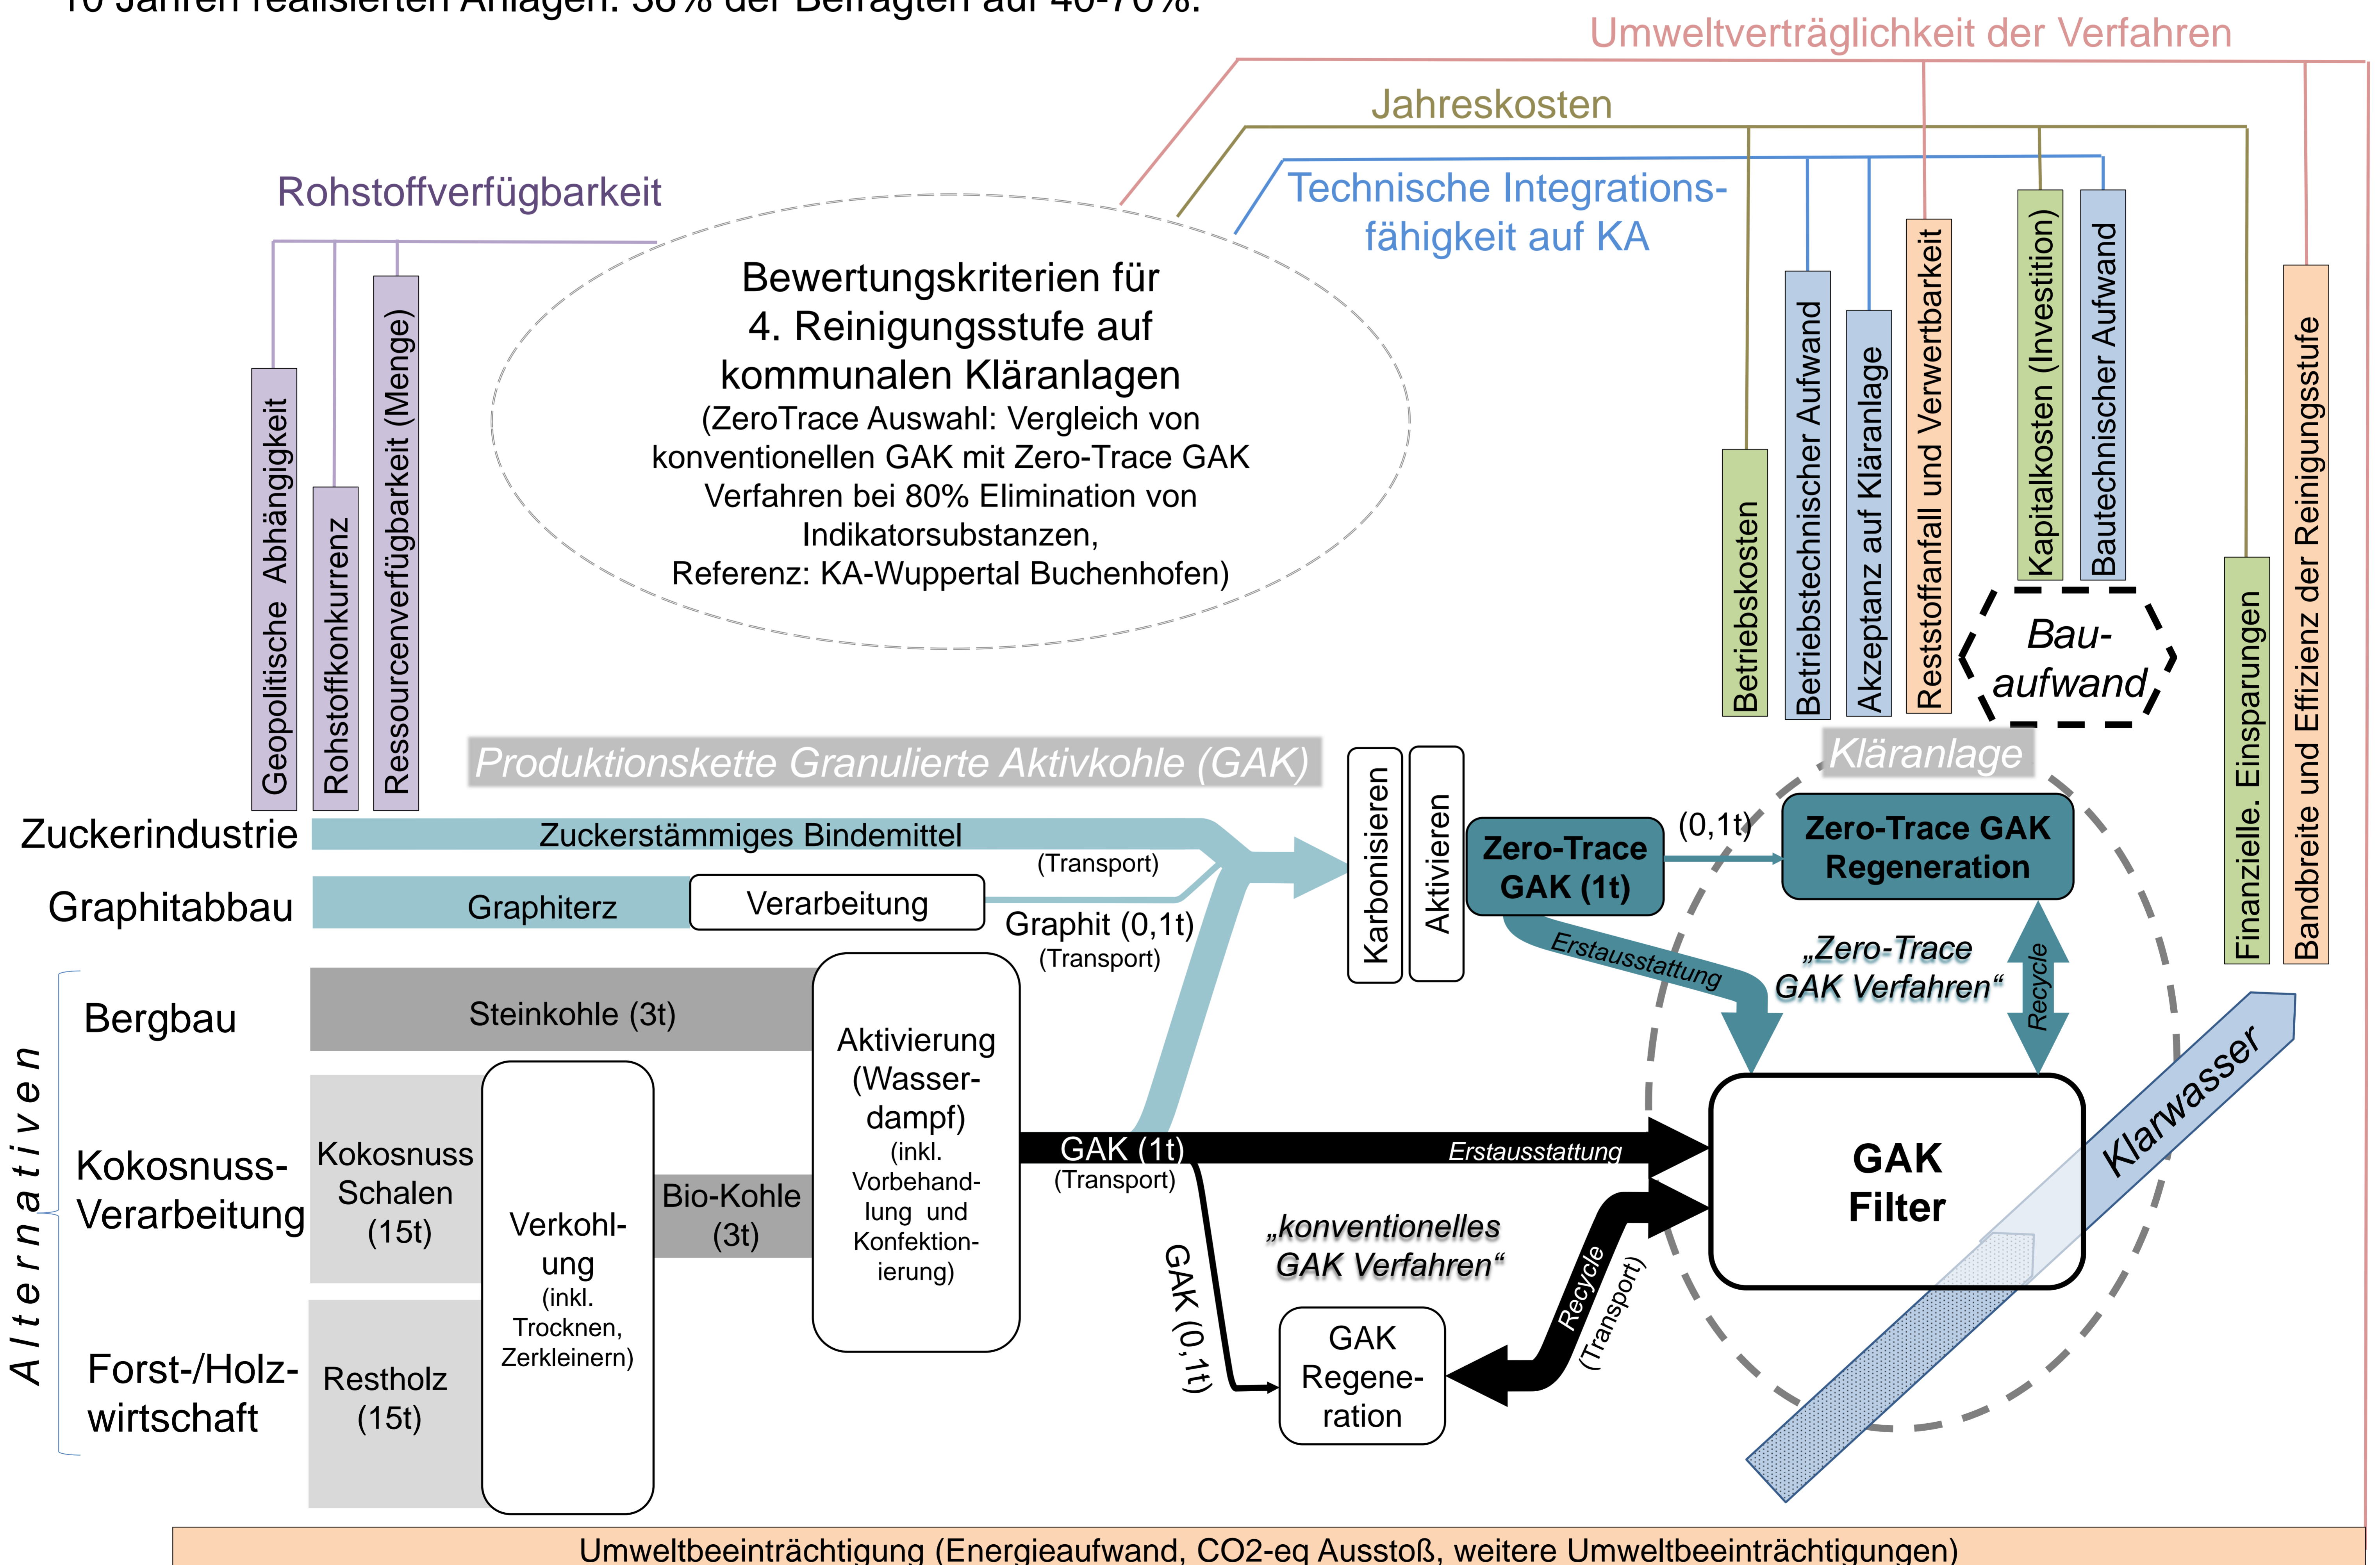 10 Jahren realisierten Anlagen. 36% der Befragten auf 40-70%.
Umweltverträglichkeit der Verfahren
Jahreskosten
Technische Integrations-
fähigkeit auf KA
Rohstoffverfügbarkeit
Geopolitische Abhängigkeit
Rohstoffkonkurrenz
Ressourcenverfügbarkeit (Menge)
Bewertungskriterien für
4. Reinigungsstufe auf
kommunalen Kläranlagen
(ZeroTrace Auswahl: Vergleich von
konventionellen GAK mit Zero-Trace GAK
Verfahren bei 80% Elimination von
Indikatorsubstanzen,
Referenz: KA-Wuppertal Buchenhofen)
Betriebskosten
Betriebstechnischer Aufwand
Akzeptanz auf Kläranlage
Reststoffanfall und Verwertbarkeit
Kapitalkosten (Investition)
Bautechnischer Aufwand
Finanzielle. Einsparungen
Bandbreite und Effizienz der Reinigungsstufe
Bau-
aufwand
Produktionskette Granulierte Aktivkohle (GAK)
Kläranlage
Zuckerindustrie
Zuckerstämmiges Bindemittel
(Transport)
Graphitabbau
Graphiterz
Verarbeitung
Graphit (0,1t)
(Transport)
Karbonisieren
Aktivieren
Zero-Trace
GAK (1t)
(0,1t)
Zero-Trace GAK
Regeneration
Erstausstattung
„Zero-Trace
GAK Verfahren“
Recycle
Alternativen
Bergbau
Steinkohle (3t)
Kokosnuss-
Verarbeitung
Kokosnuss
Schalen
(15t)
Forst-/Holz-
wirtschaft
Restholz
(15t)
Verkohl-
ung
(inkl.
Trocknen,
Zerkleinern)
Bio-Kohle
(3t)
Aktivierung
(Wasser-
dampf)
(inkl.
Vorbehand-
lung und
Konfektion-
ierung)
GAK (1t)
(Transport)
Erstausstattung
GAK (0,1t)
„konventionelles
GAK Verfahren“
GAK
Regene-
ration
Recycle
(Transport)
GAK
Filter
Klarwasser
Umweltbeeinträchtigung (Energieaufwand, CO2-eq Ausstoß, weitere Umweltbeeinträchtigungen)